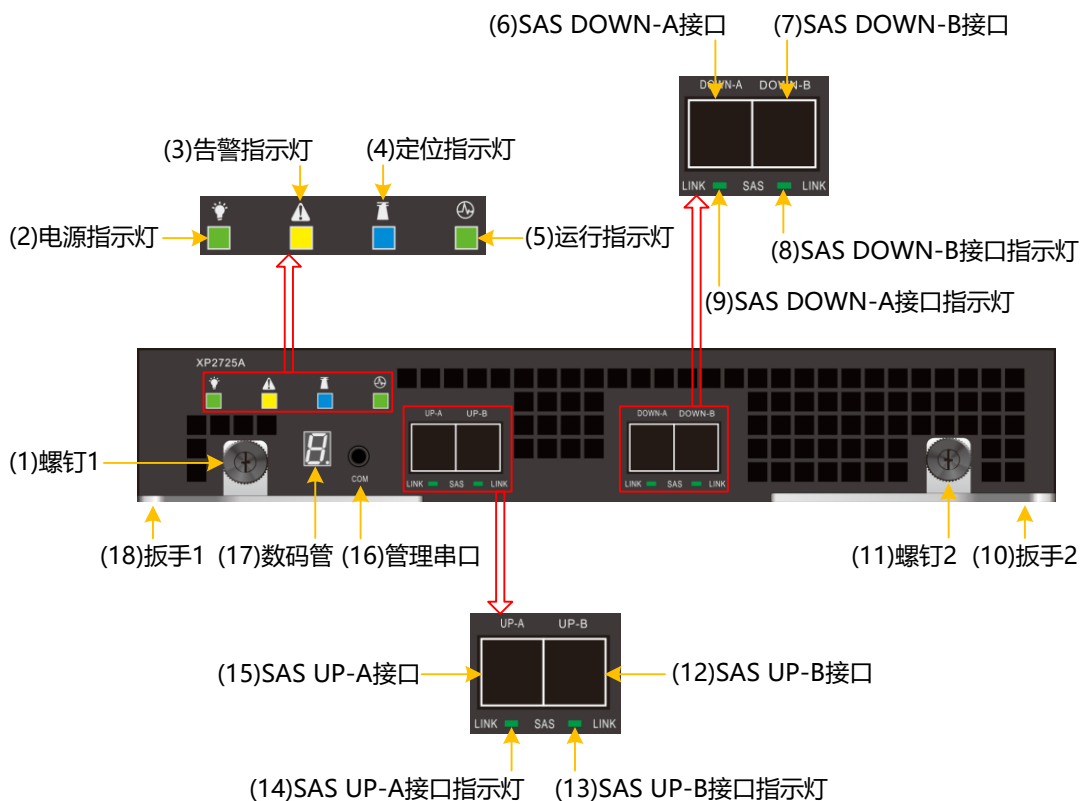 (6)SAS DOWN-A接口 (7)SAS DOWN-B接口
DOWN-A DOWN-B
(3)告警指示灯 (4)定位指示灯
LINK SAS LINK
(2)电源指示灯 (5)运行指示灯
(8)SAS DOWN-B接口指示灯
(9)SAS DOWN-A接口指示灯
XP2725A
UP-A UP-B DOWN-A DOWN-B
(1)螺钉1
8.
COM LINK SAS LINK LINK SAS LINK
(18)扳手1 (17)数码管 (16)管理串口 (11)螺钉2 (10)扳手2
UP-A UP-B
(15)SAS UP-A接口 (12)SAS UP-B接口
LINK SAS LINK
(14)SAS UP-A接口指示灯 (13)SAS UP-B接口指示灯